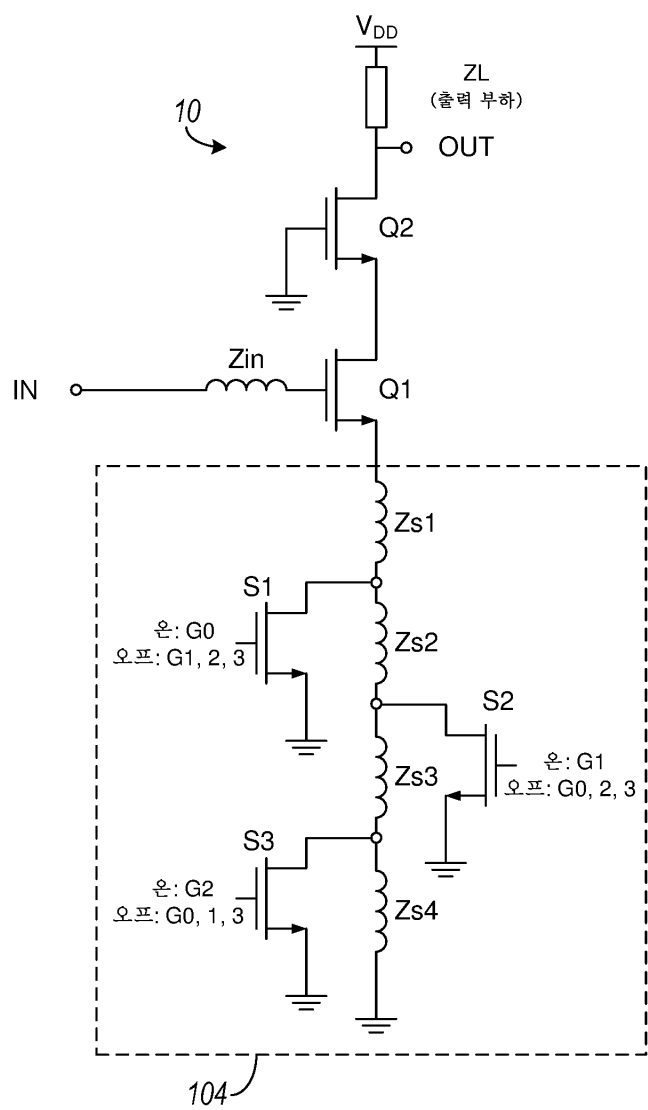 VDD
ZL
(출력 부하)
10
OUT
Q2
Zin
IN
Q1
Zs1
S1
온: G0
오프: G1, 2, 3
Zs2
S2
온: G1
오프: G0, 2, 3
Zs3
S3
온: G2
오프: G0, 1, 3
Zs4
104